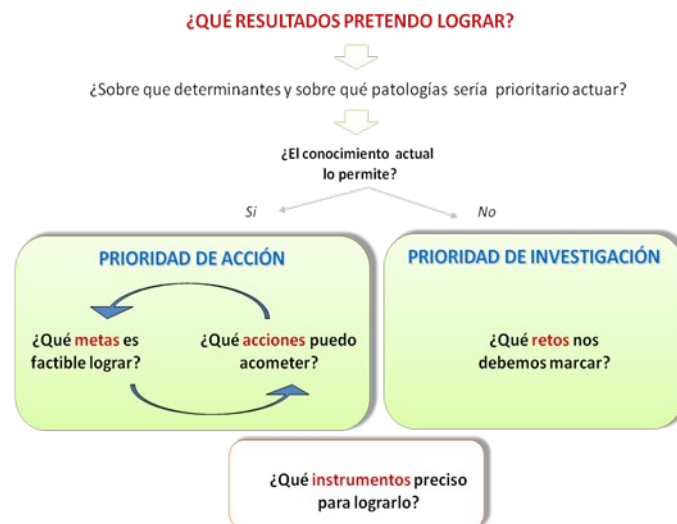 ¿QUÉ RESULTADOS PRETENDO LOGRAR?
¿Sobre que determinantes y sobre qué patologías sería prioritario actuar?
¿El conocimiento actual
lo permite?
Si
No
PRIORIDAD DE ACCIÓN
¿Qué metas es
factible lograr?
¿Qué acciones puedo
acometer?
PRIORIDAD DE INVESTIGACIÓN
¿Qué retos nos
debemos marcar?
¿Qué instrumentos preciso
para lograrlo?